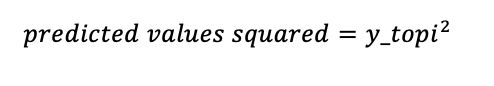 predicted values squared = y_topi²